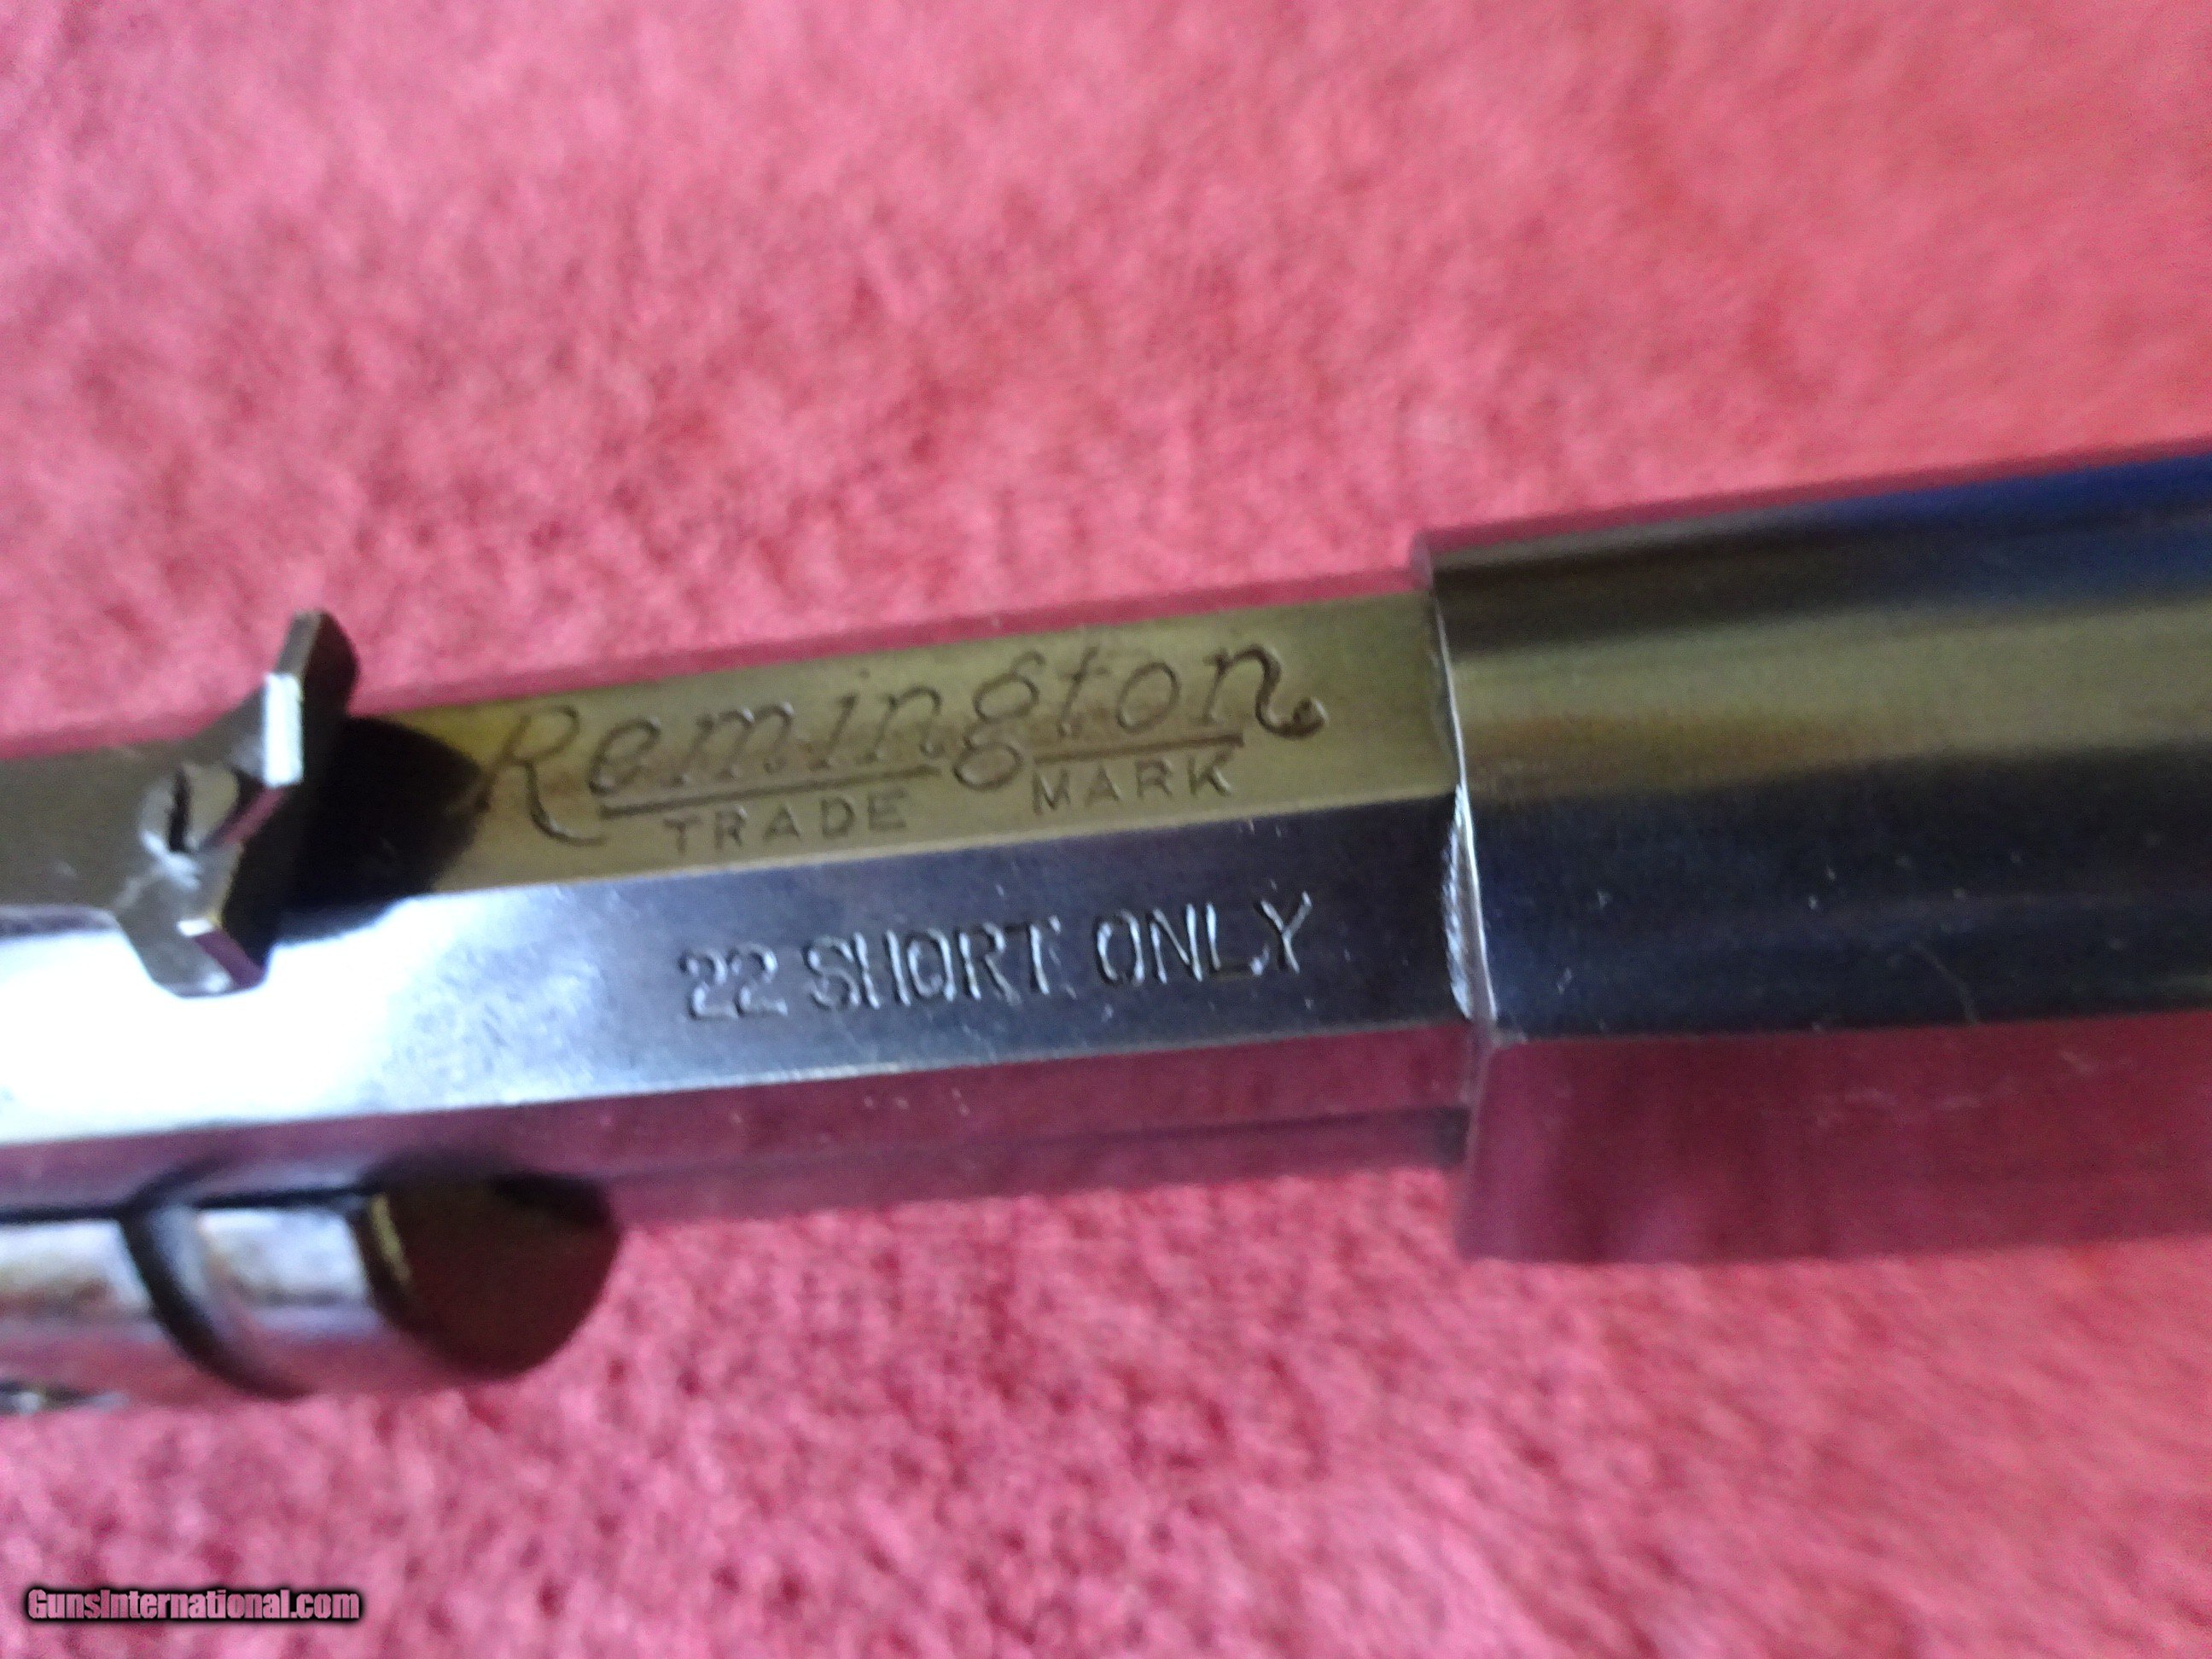 Remington
TRADE MARK
22 SHORT ONLY
GunsInternational.com